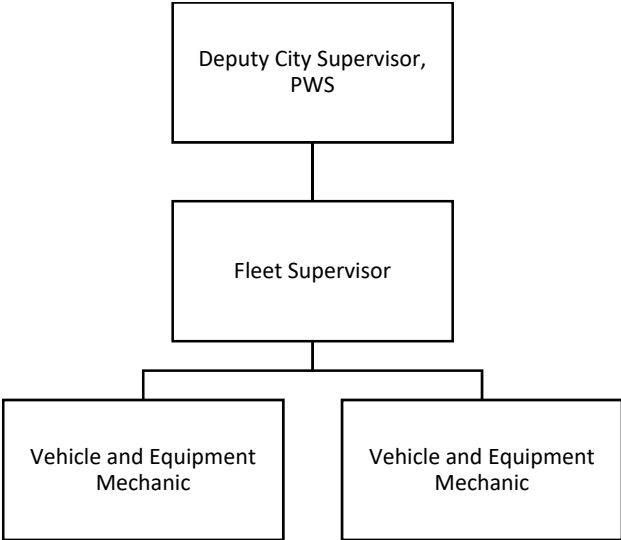 Deputy City Supervisor,
PWS
Fleet Supervisor
Vehicle and Equipment
Mechanic
Vehicle and Equipment
Mechanic